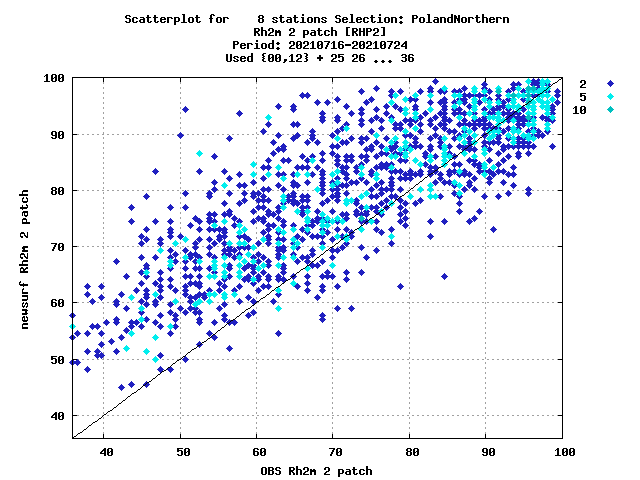 Scatterplot for    8 stations Selection: PolandNorthern
Rh2m 2 patch [RHP2]
Period: 20210716-20210724
Used {00,12} + 25 26 ... 36
2
5
10
100
90
80
70
60
50
40
newsurf Rh2m 2 patch
40 50 60 70 80 90 100
OBS Rh2m 2 patch